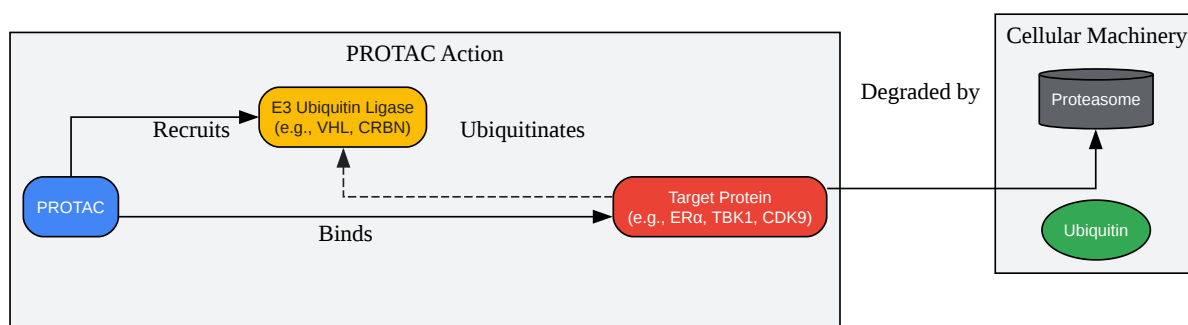 PROTAC Action
Cellular Machinery
E3 Ubiquitin Ligase
(e.g., VHL, CRBN)
Recruits
Ubiquitinates
Degraded by
Proteasome
PROTAC
Binds
Target Protein
(e.g., ERα, TBK1, CDK9)
Ubiquitin